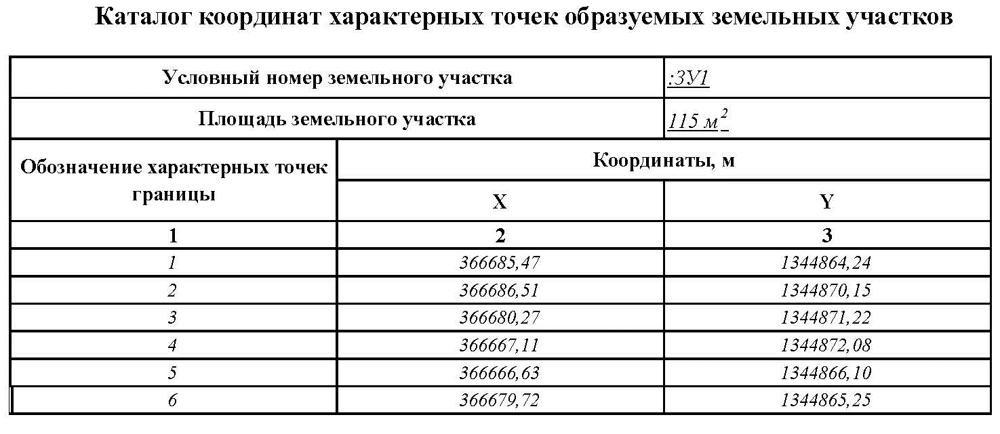 Каталог координат характерных точек образуемых земельных участков
Условный номер земельного участка :ЗУ1
Площадь земельного участка 115 м²
Обозначение характерных точек границы Координаты, м
X Y
1 2 3
1 366685,47 1344864,24
2 366686,51 1344870,15
3 366680,27 1344871,22
4 366667,11 1344872,08
5 366666,63 1344866,10
6 366679,72 1344865,25